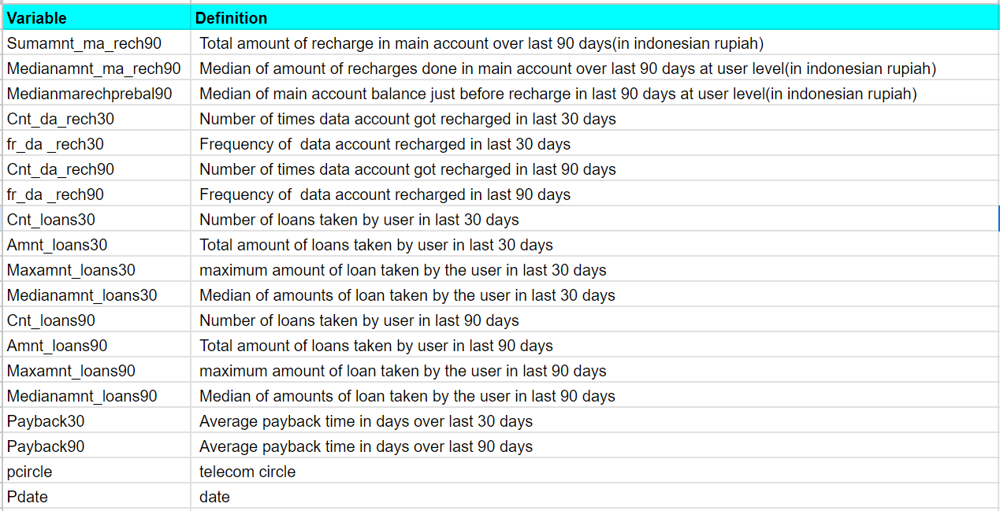 Variable Definition
Sumamnt_ma_rech90 Total amount of recharge in main account over last 90 days(in indonesian rupiah)
Medianamnt_ma_rech90 Median of amount of recharges done in main account over last 90 days at user level(in indonesian rupiah)
Medianmarechprebal90 Median of main account balance just before recharge in last 90 days at user level(in indonesian rupiah)
Cnt_da_rech30 Number of times data account got recharged in last 30 days
fr_da _rech30 Frequency of  data account recharged in last 30 days
Cnt_da_rech90 Number of times data account got recharged in last 90 days
fr_da _rech90 Frequency of  data account recharged in last 90 days
Cnt_loans30 Number of loans taken by user in last 30 days
Amnt_loans30 Total amount of loans taken by user in last 30 days
Maxamnt_loans30 maximum amount of loan taken by the user in last 30 days
Medianamnt_loans30 Median of amounts of loan taken by the user in last 30 days
Cnt_loans90 Number of loans taken by user in last 90 days
Amnt_loans90 Total amount of loans taken by user in last 90 days
Maxamnt_loans90 maximum amount of loan taken by the user in last 90 days
Medianamnt_loans90 Median of amounts of loan taken by the user in last 90 days
Payback30 Average payback time in days over last 30 days
Payback90 Average payback time in days over last 90 days
pcircle telecom circle
Pdate date